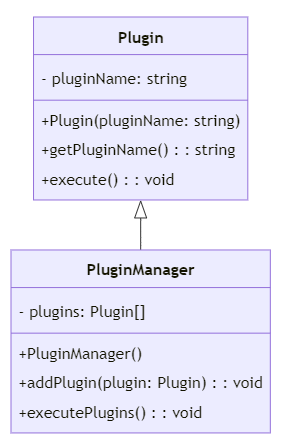 Plugin
- pluginName: string
+Plugin(pluginName: string)
+getPluginName() : : string
+execute() : : void
PluginManager
- plugins: Plugin[]
+PluginManager()
+addPlugin(plugin: Plugin) : : void
+executePlugins() : : void